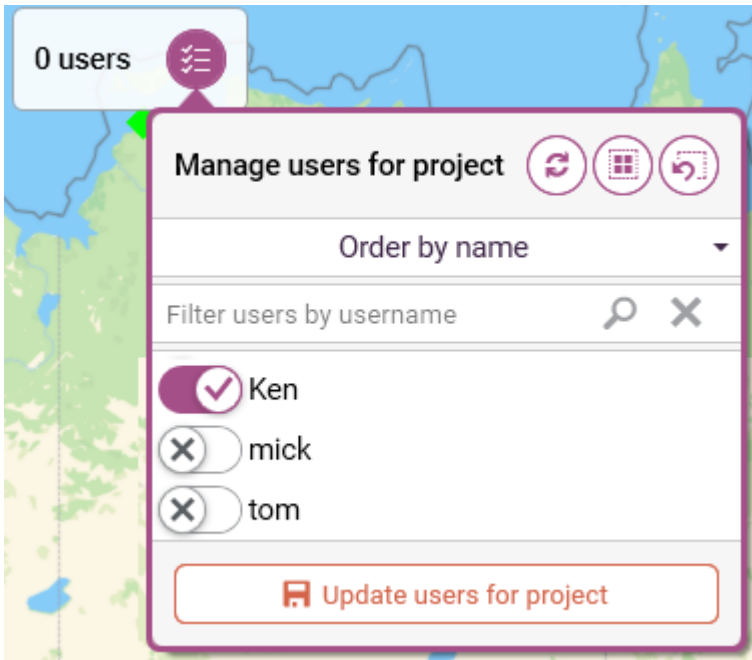 0 users
Manage users for project
Order by name
Filter users by username
Ken
mick
tom
Update users for project